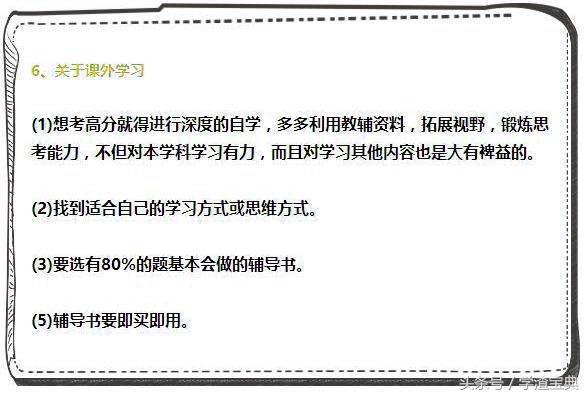 6、关于课外学习
(1)想考高分就得进行深度的自学，多多利用教辅资料，拓展视野，锻炼思
考能力，不但对本学科学习有力，而且对学习其他内容也是大有裨益的。
(2)找到适合自己的学习方式或思维方式。
(3)要选有80%的题基本会做的辅导书。
(5)辅导书要即买即用。
头条号 / 学渣宝典